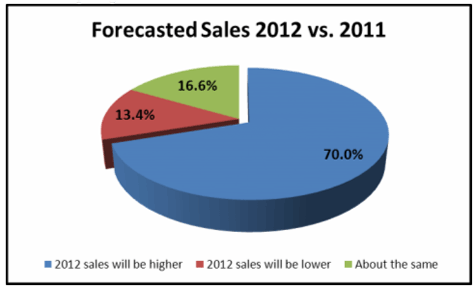 Forecasted Sales 2012 vs. 2011
16.6%
13.4%
70.0%
2012 sales will be higher 2012 sales will be lower About the same